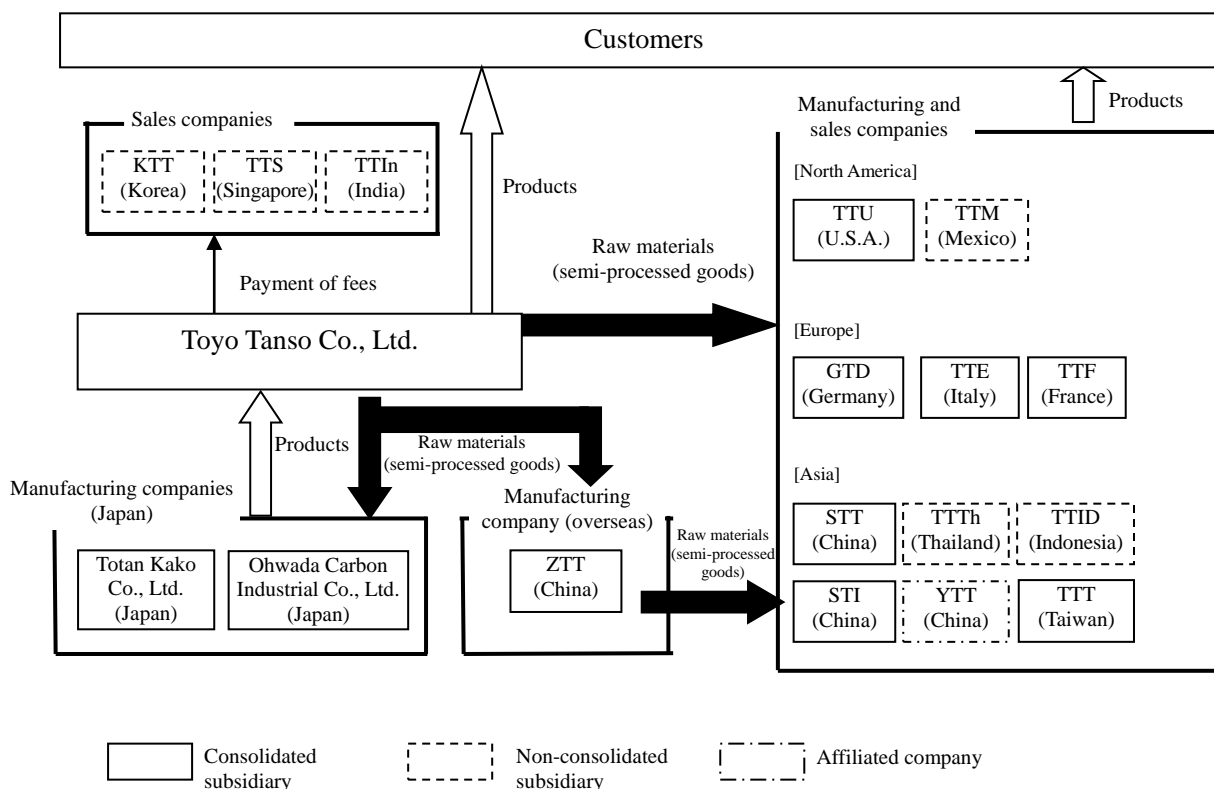 Customers
Sales companies
KTT
(Korea)
TTS
(Singapore)
TTIn
(India)
Products
Payment of fees
Toyo Tanso Co., Ltd.
Raw materials
(semi-processed goods)
Products
Manufacturing and
sales companies
[North America]
TTU
(U.S.A.)
TTM
(Mexico)
[Europe]
GTD
(Germany)
TTE
(Italy)
TTF
(France)
[Asia]
STT
(China)
TTTh
(Thailand)
TTID
(Indonesia)
STI
(China)
YTT
(China)
TTT
(Taiwan)
Products
Raw materials
(semi-processed goods)
Manufacturing companies
(Japan)
Totan Kako
Co., Ltd.
(Japan)
Ohwada Carbon
Industrial Co., Ltd.
(Japan)
Manufacturing
company (overseas)
ZTT
(China)
Raw materials
(semi-processed
goods)
Consolidated
subsidiary
Non-consolidated
subsidiary
Affiliated company